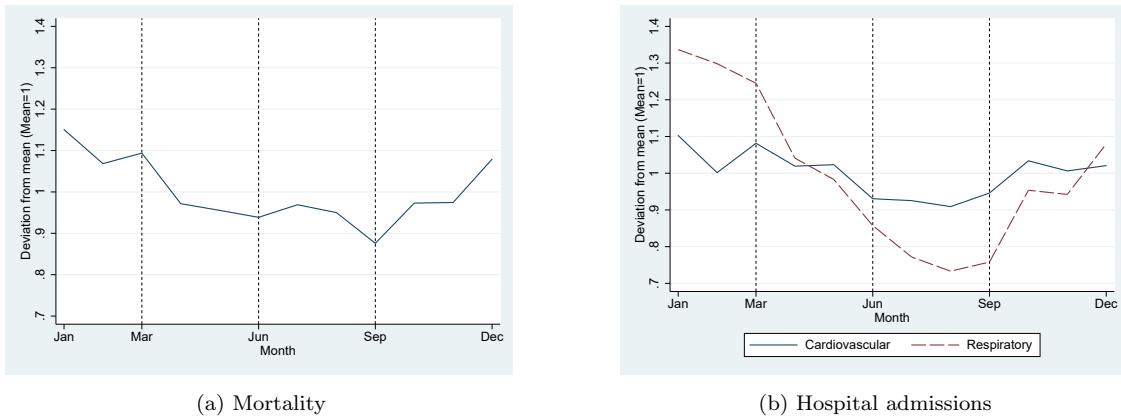 Deviation from mean (Mean=1)
1.4
1.3
1.2
1.1
1
.9
.8
.7
Jan Mar Jun Sep Dec
Month
(a) Mortality
Deviation from mean (Mean=1)
1.4
1.3
1.2
1.1
1.0
.9
.8
.7
Jan Mar Jun Sep Dec
Month
Cardiovascular Respiratory
(b) Hospital admissions